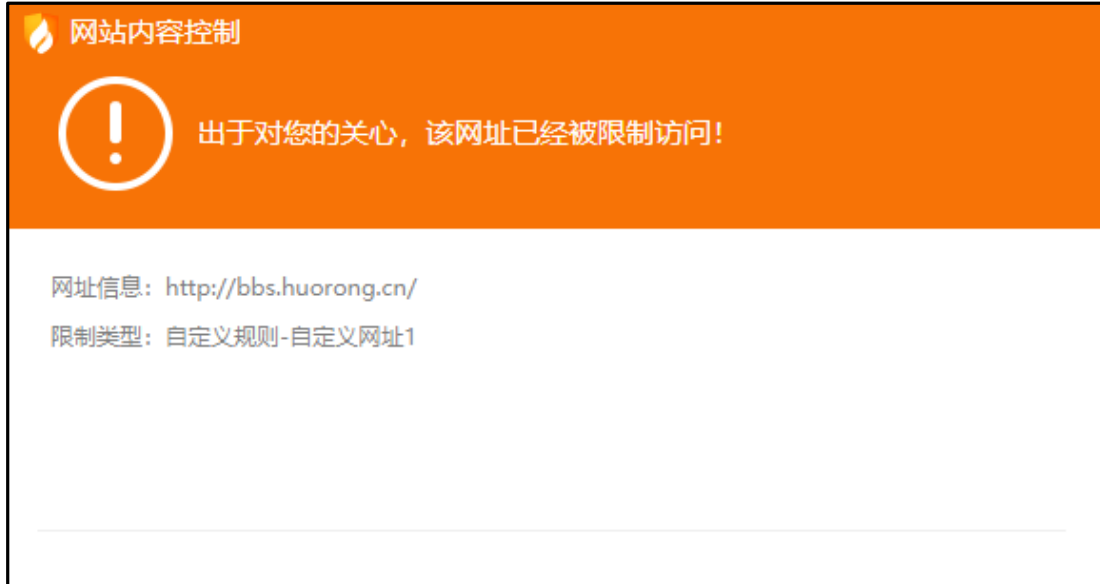 网站内容控制
出于对您的关心，该网址已经被限制访问！
网址信息：http://bbs.huorong.cn/
限制类型：自定义规则-自定义网址1